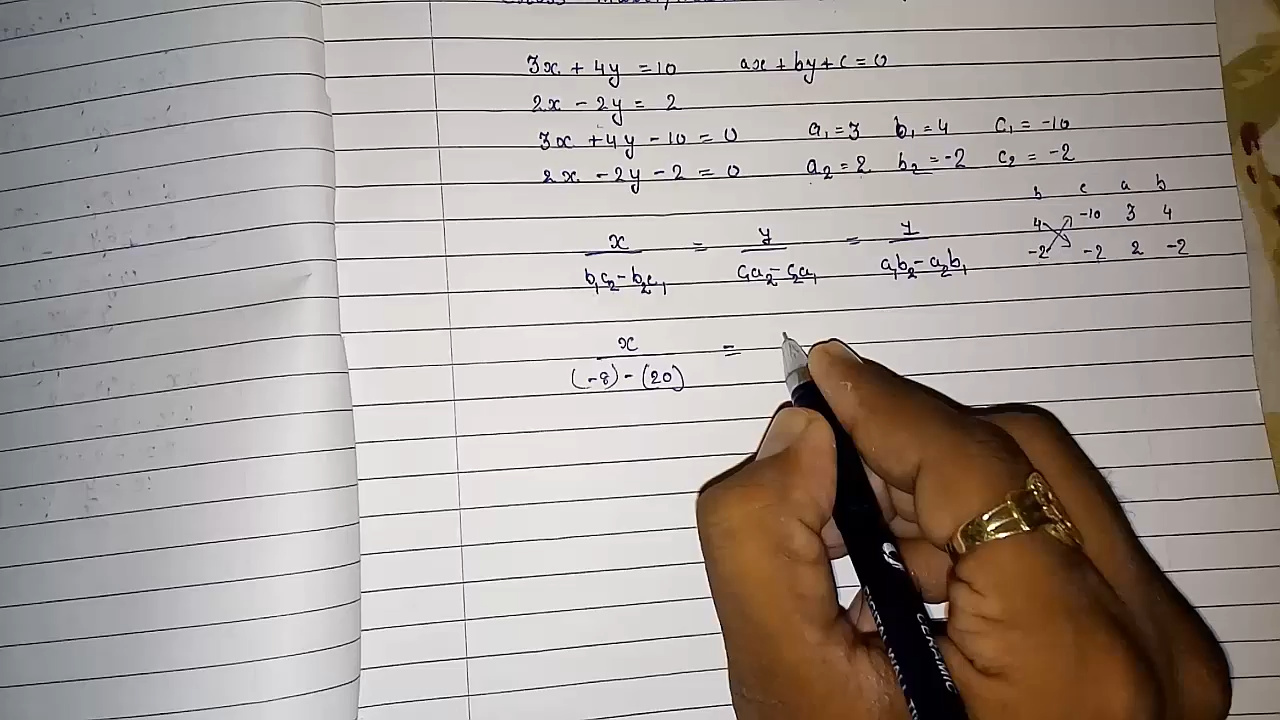 3x + 4y = 10 ax + by + c = 0
2x - 2y = 2
3x + 4y - 10 = 0 a₁ = 3 b₁ = 4 c₁ = -10
2x - 2y - 2 = 0 a₂ = 2 b₂ = -2 c₂ = -2
b c a b
4 -10 3 4
-2 -2 2 -2
x = y = 1
b₁c₂-b₂c₁ c₁a₂-c₂a₁ a₁b₂-a₂b₁
x =
(-8) - (20)
CERAMIC